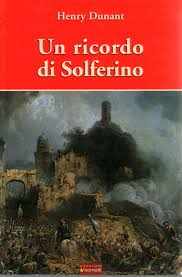 Henry Dunant
Un ricordo
di Solferino